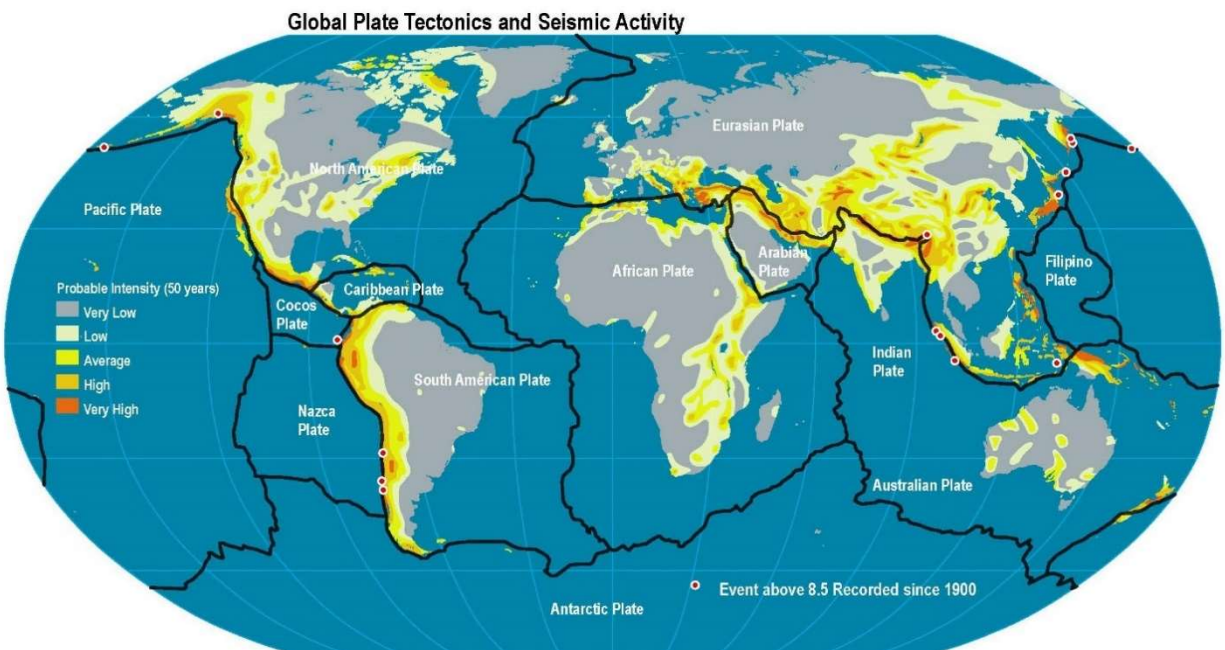 Global Plate Tectonics and Seismic Activity
Eurasian Plate
North American Plate
Pacific Plate
African Plate
Arabian
Plate
Filipino
Plate
Caribbean Plate
Cocos
Plate
Probable Intensity (50 years)
Very Low
Low
Average
High
Very High
Indian
Plate
South American Plate
Nazca
Plate
Australian Plate
Event above 8.5 Recorded since 1900
Antarctic Plate